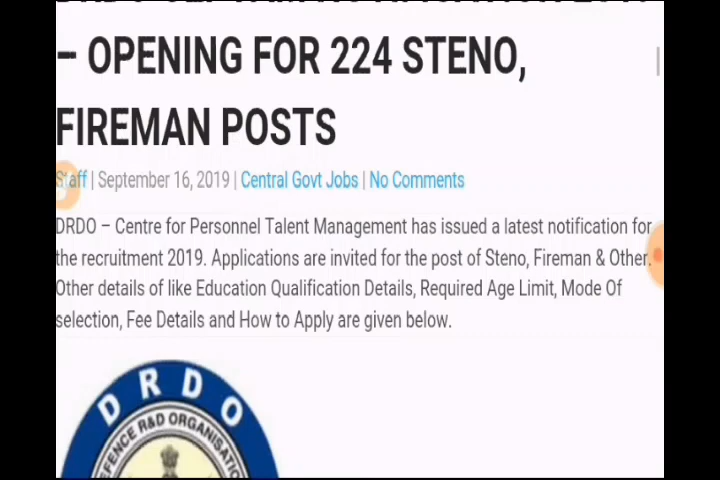 – OPENING FOR 224 STENO,
FIREMAN POSTS
Staff | September 16, 2019 | Central Govt Jobs | No Comments
DRDO – Centre for Personnel Talent Management has issued a latest notification for
the recruitment 2019. Applications are invited for the post of Steno, Fireman & Other.
Other details of like Education Qualification Details, Required Age Limit, Mode Of
selection, Fee Details and How to Apply are given below.
DRDO
DEFENCE R&D ORGANISATION